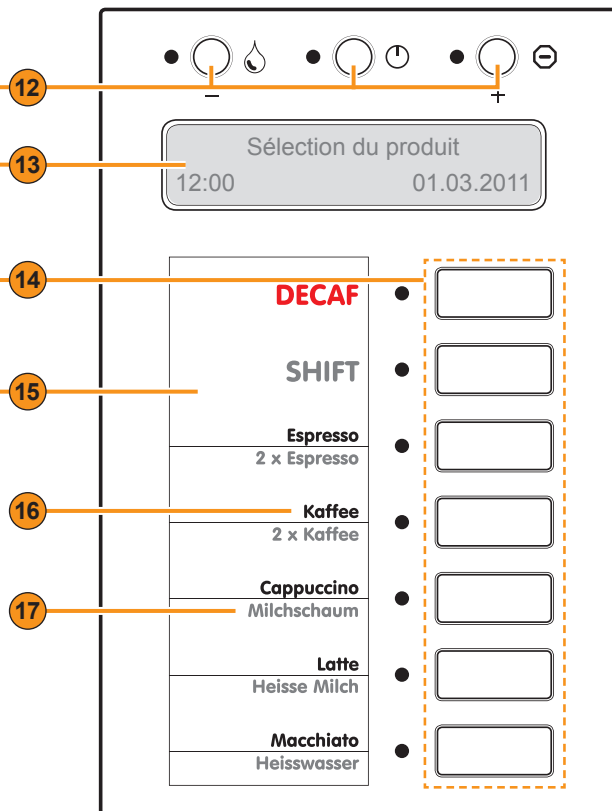 12
− +
13
Sélection du produit
12:00 01.03.2011
14
DECAF
SHIFT
15
Espresso
2 x Espresso
16
Kaffee
2 x Kaffee
Cappuccino
17
Milchschaum
Latte
Heisse Milch
Macchiato
Heisswasser